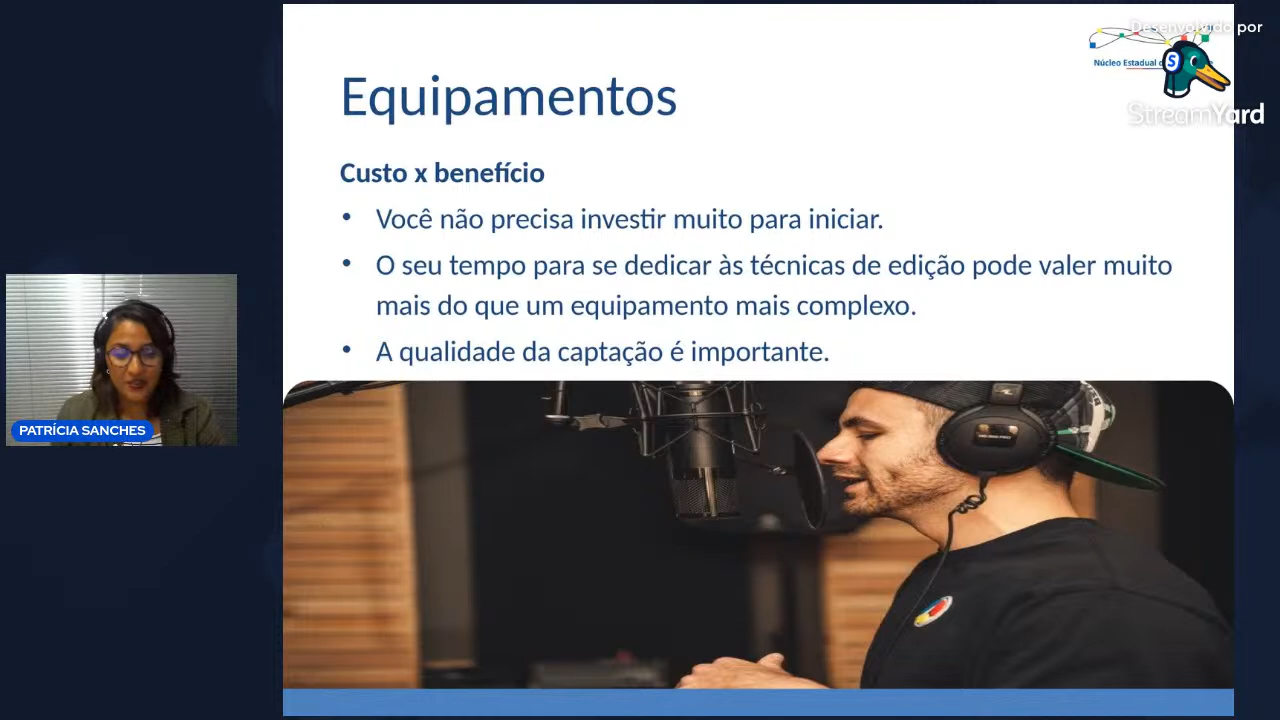 Desenvolvido por
Núcleo Estadual
StreamYard
Equipamentos
Custo x benefício
• Você não precisa investir muito para iniciar.
• O seu tempo para se dedicar às técnicas de edição pode valer muito
mais do que um equipamento mais complexo.
• A qualidade da captação é importante.
PATRÍCIA SANCHES